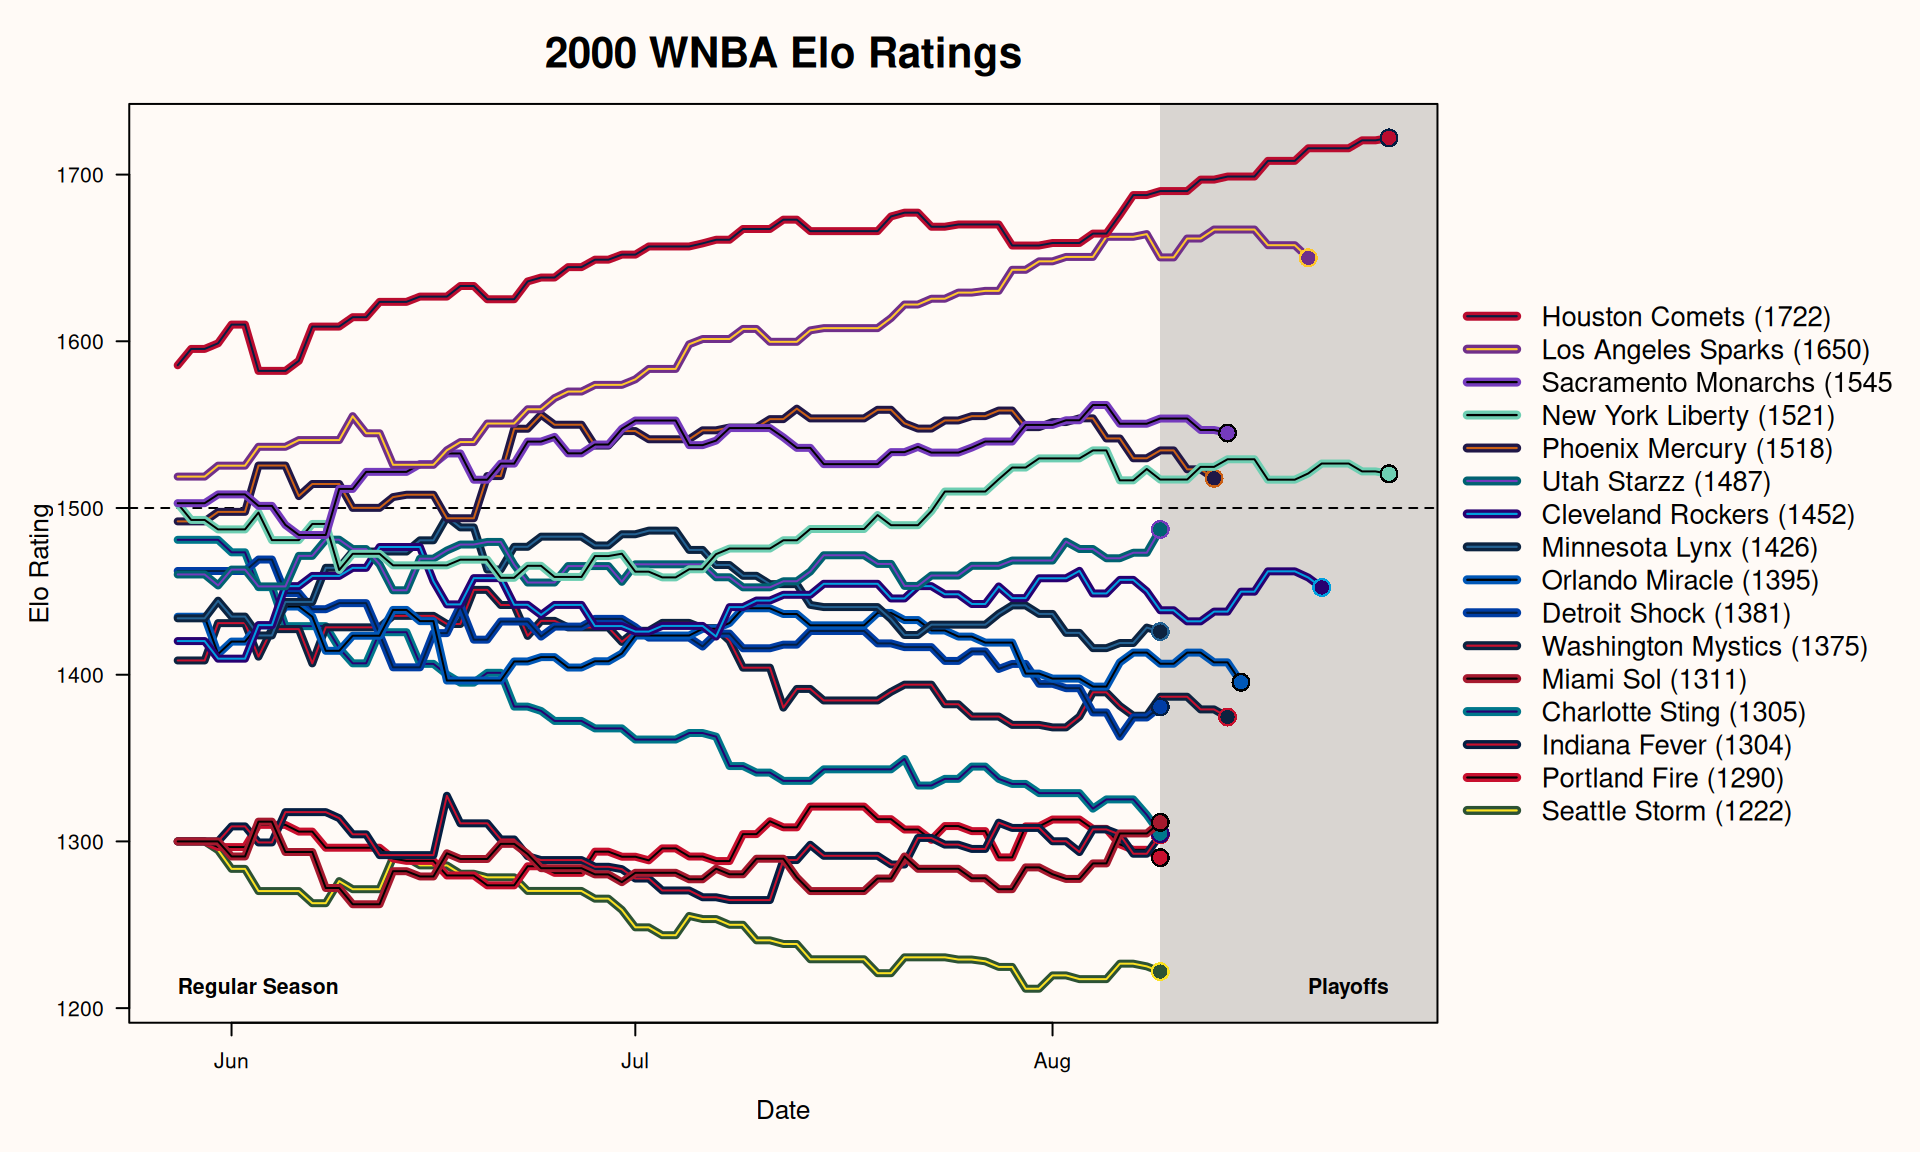 2000 WNBA Elo Ratings
Elo Rating
1700
1600
1500
1400
1300
1200
Regular Season
Playoffs
Jun
Jul
Aug
Date
Houston Comets (1722)
Los Angeles Sparks (1650)
Sacramento Monarchs (1545
New York Liberty (1521)
Phoenix Mercury (1518)
Utah Starzz (1487)
Cleveland Rockers (1452)
Minnesota Lynx (1426)
Orlando Miracle (1395)
Detroit Shock (1381)
Washington Mystics (1375)
Miami Sol (1311)
Charlotte Sting (1305)
Indiana Fever (1304)
Portland Fire (1290)
Seattle Storm (1222)